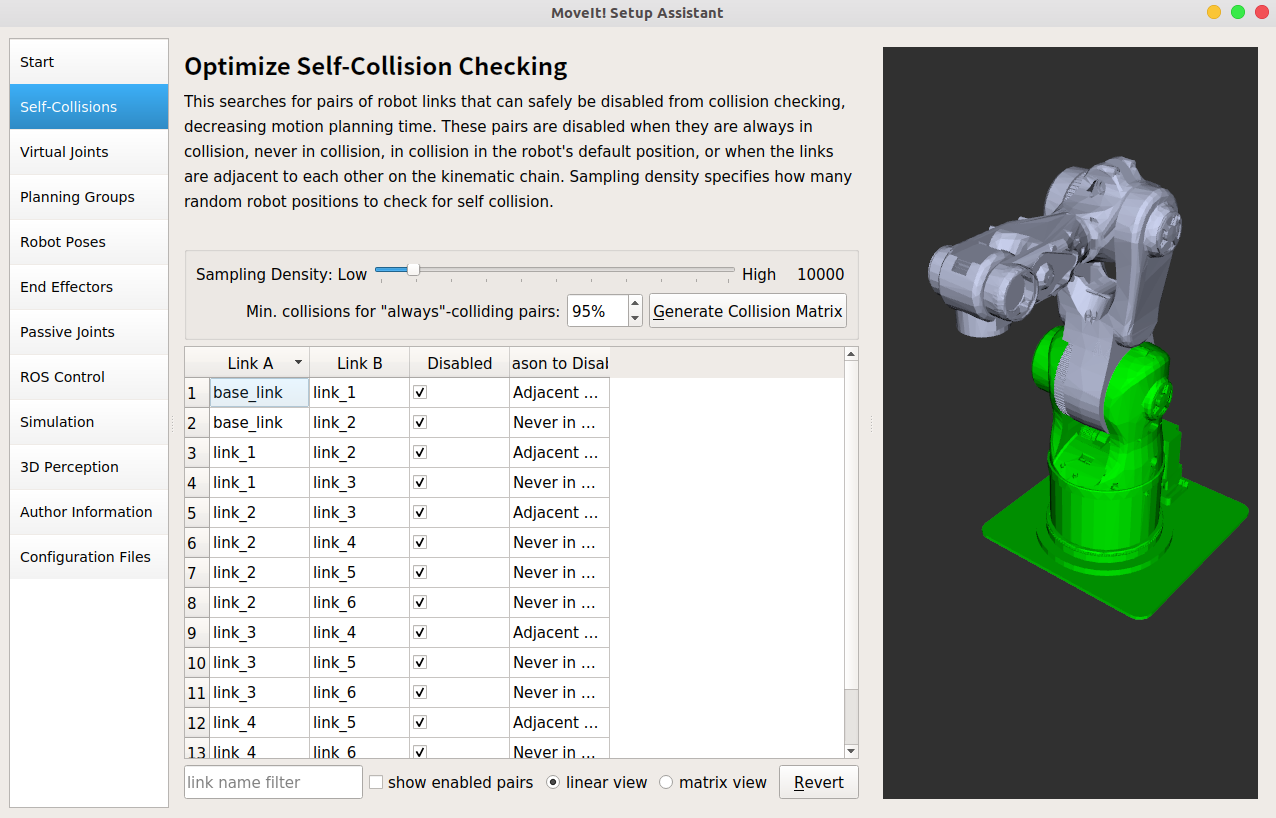 MoveIt! Setup Assistant
Start
Self-Collisions
Virtual Joints
Planning Groups
Robot Poses
End Effectors
Passive Joints
ROS Control
Simulation
3D Perception
Author Information
Configuration Files
Optimize Self-Collision Checking
This searches for pairs of robot links that can safely be disabled from collision checking,
decreasing motion planning time. These pairs are disabled when they are always in
collision, never in collision, in collision in the robot's default position, or when the links
are adjacent to each other on the kinematic chain. Sampling density specifies how many
random robot positions to check for self collision.
Sampling Density: Low High 10000
Min. collisions for "always"-colliding pairs: 95% Generate Collision Matrix
Link A Link B Disabled ason to Disab
1 base_link link_1 Adjacent ...
2 base_link link_2 Never in ...
3 link_1 link_2 Adjacent ...
4 link_1 link_3 Never in ...
5 link_2 link_3 Adjacent ...
6 link_2 link_4 Never in ...
7 link_2 link_5 Never in ...
8 link_2 link_6 Never in ...
9 link_3 link_4 Adjacent ...
10 link_3 link_5 Never in ...
11 link_3 link_6 Never in ...
12 link_4 link_5 Adjacent ...
13 link_4 link_6 Never in ...
link name filter show enabled pairs linear view matrix view Revert